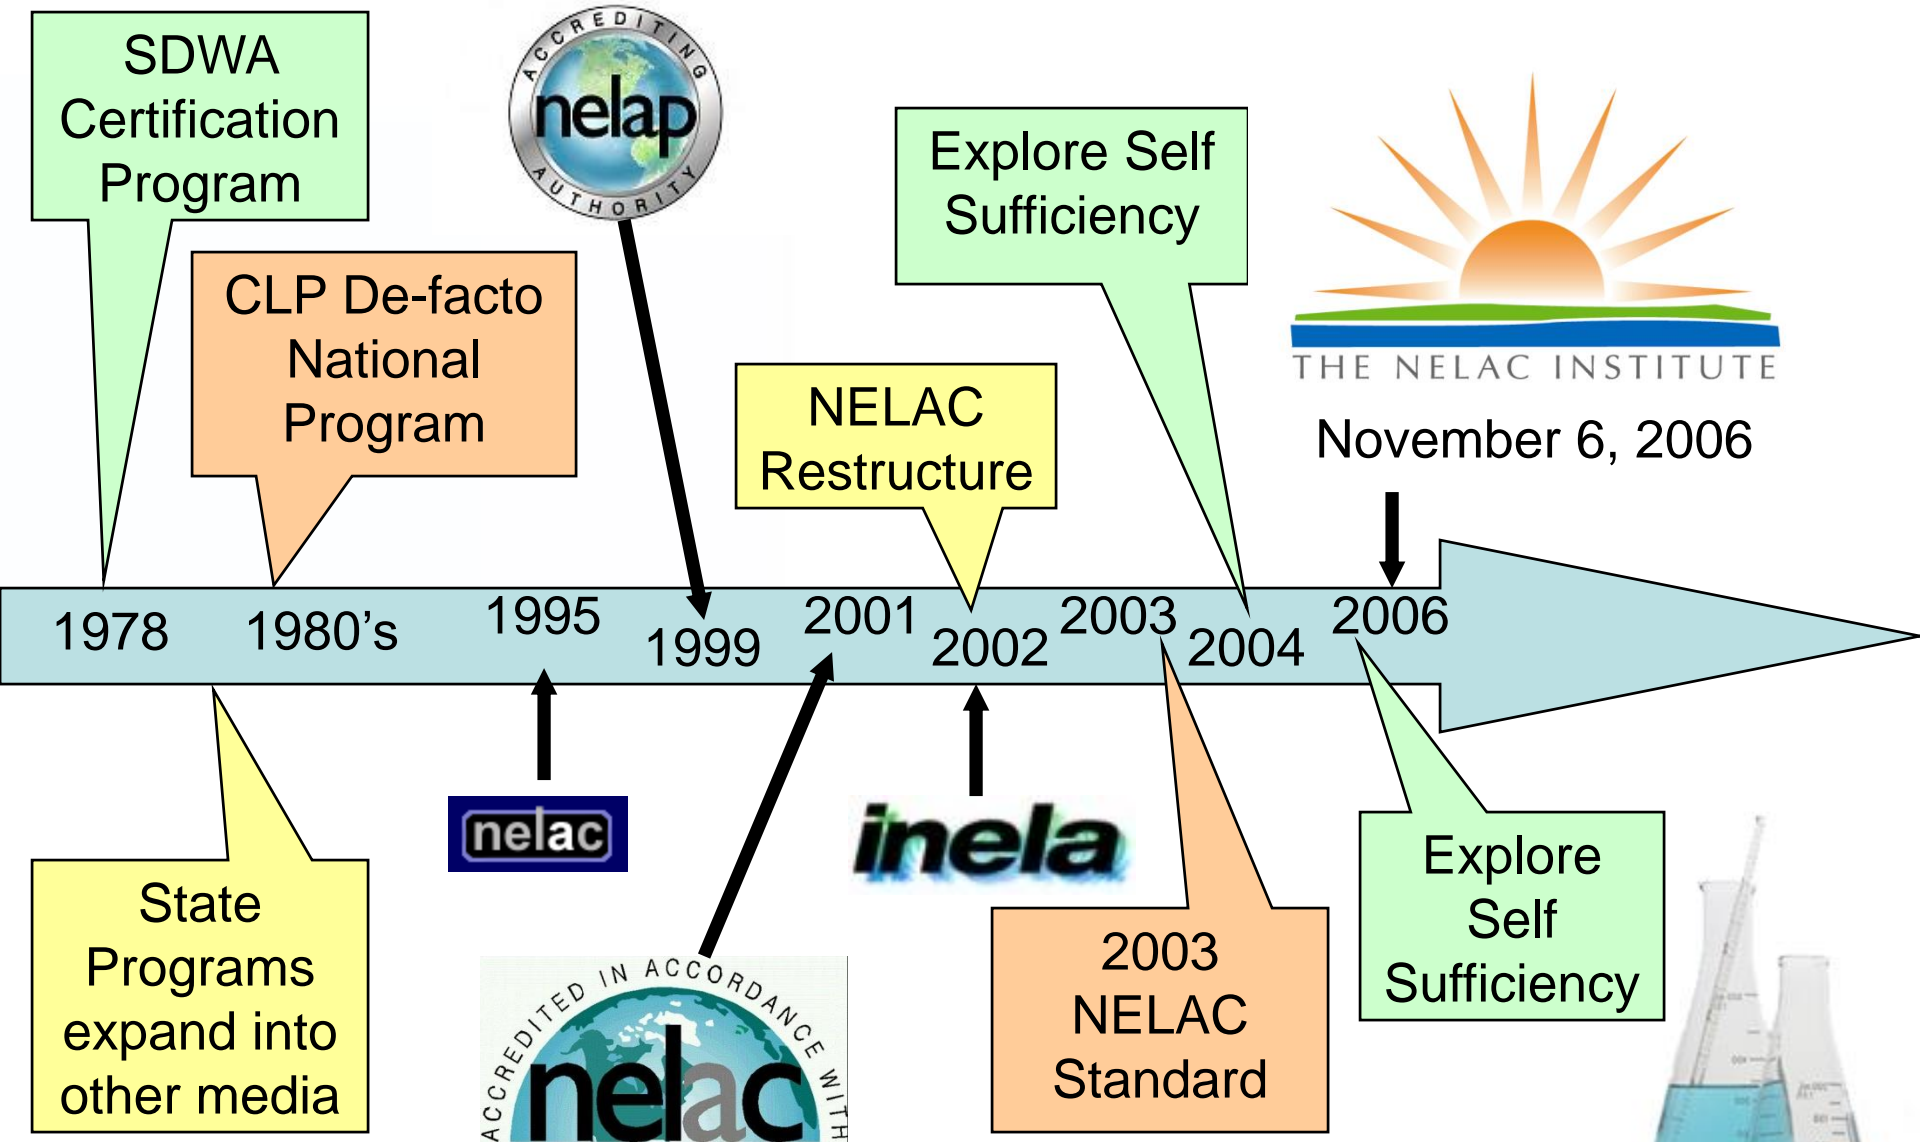 SDWA
Certification
Program
ACCREDITING
nelap
AUTHORITY
Explore Self
Sufficiency
CLP De-facto
National
Program
NELAC
Restructure
THE NELAC INSTITUTE
November 6, 2006
1978
1980’s
1995
1999
2001
2002
2003
2004
2006
nelac
inela
State
Programs
expand into
other media
ACCREDITED IN ACCORDANCE WITH
nelac
2003
NELAC
Standard
Explore
Self
Sufficiency